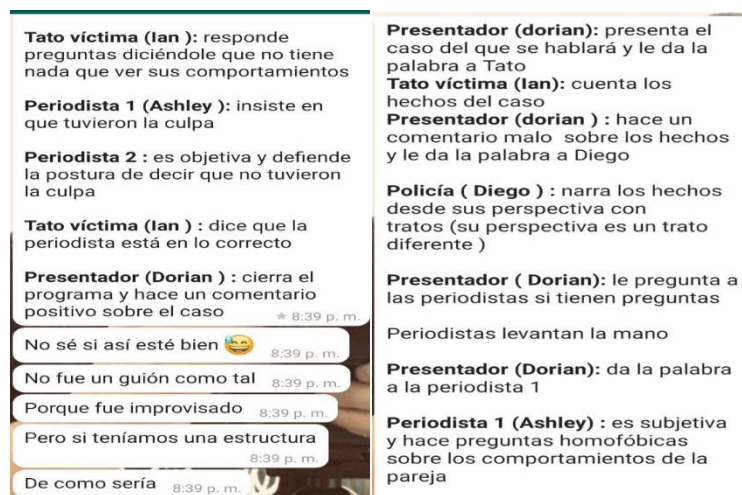 Tato víctima (Ian ): responde
preguntas diciéndole que no tiene
nada que ver sus comportamientos
Periodista 1 (Ashley ): insiste en
que tuvieron la culpa
Periodista 2 : es objetiva y defiende
la postura de decir que no tuvieron
la culpa
Tato víctima (Ian ) : dice que la
periodista está en lo correcto
Presentador (Dorian ) : cierra el
programa y hace un comentario
positivo sobre el caso
8:39 p. m.
No sé si así esté bien 😅
8:39 p. m.
No fue un guión como tal
8:39 p. m.
Porque fue improvisado
8:39 p. m.
Pero si teníamos una estructura
8:39 p. m.
De como sería
8:39 p. m.
Presentador (dorian): presenta el
caso del que se hablará y le da la
palabra a Tato
Tato víctima (Ian): cuenta los
hechos del caso
Presentador (dorian ) : hace un
comentario malo sobre los hechos
y le da la palabra a Diego
Policía ( Diego ) : narra los hechos
desde sus perspectiva con
tratos (su perspectiva es un trato
diferente )
Presentador ( Dorian): le pregunta a
las periodistas si tienen preguntas
Periodistas levantan la mano
Presentador (Dorian): da la palabra
a la periodista 1
Periodista 1 (Ashley) : es subjetiva
y hace preguntas homofóbicas
sobre los comportamientos de la
pareja